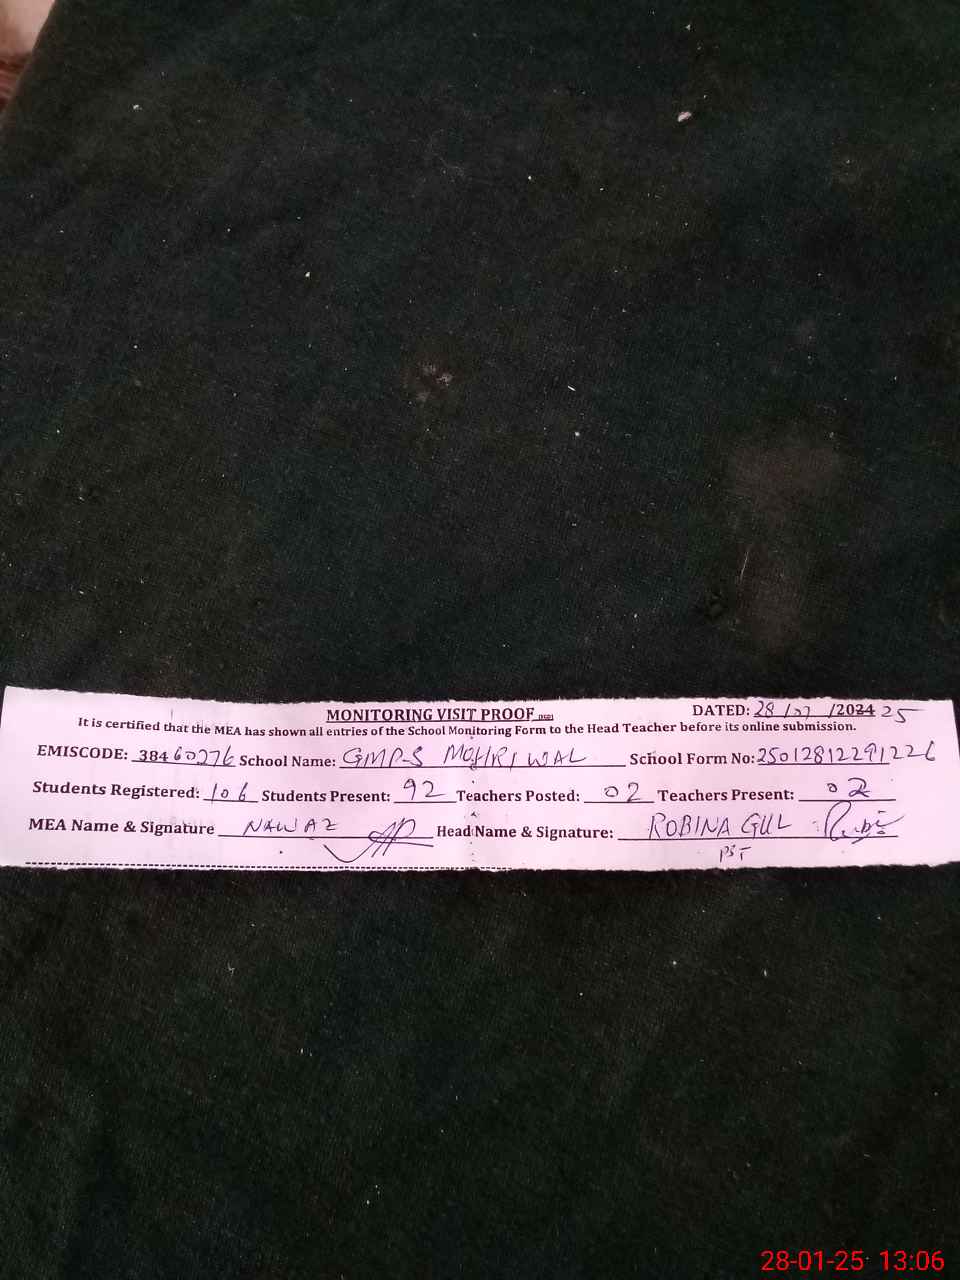 MONITORING VISIT PROOF
DATED: 28/01/2024 25
It is certified that the MEA has shown all entries of the School Monitoring Form to the Head Teacher before its online submission.
EMISCODE: 38460276 School Name: GMPS MOHRIWAL School Form No: 25012812291226
Students Registered: 106 Students Present: 92 Teachers Posted: 02 Teachers Present: 02
MEA Name & Signature NAWAZ Head Name & Signature: ROBINA GUL
PST
28-01-25 13:06